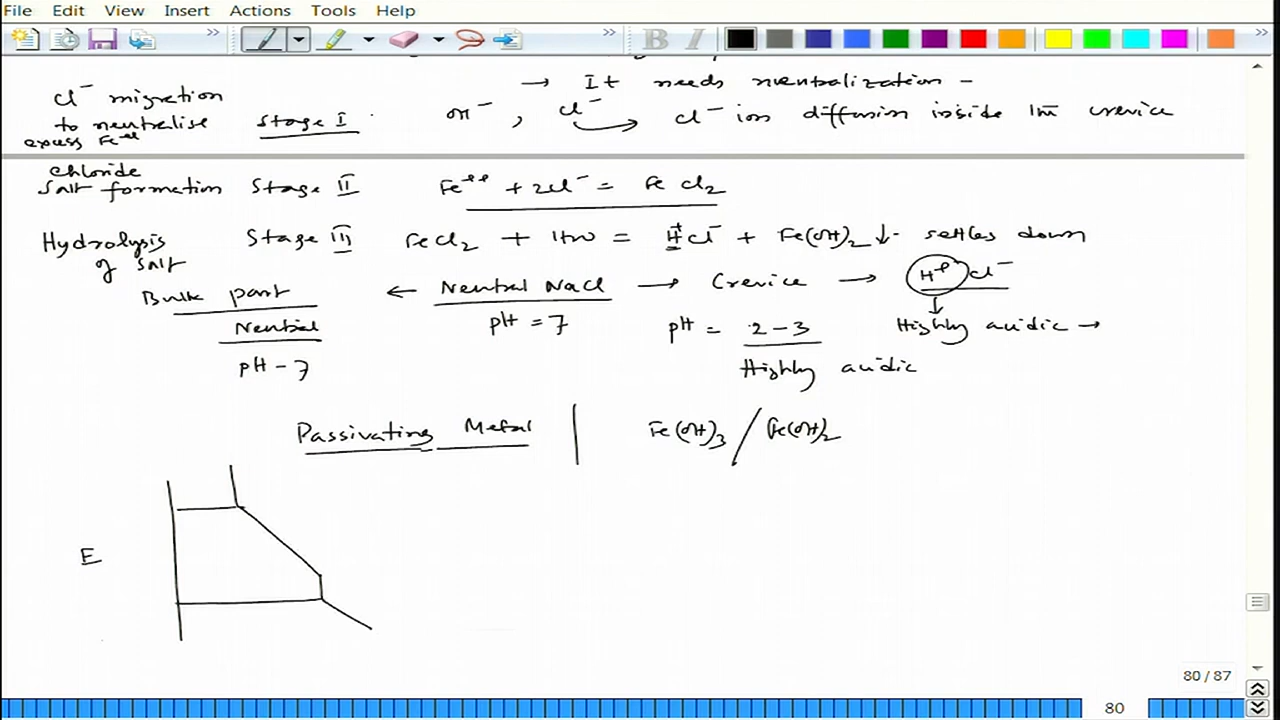 File Edit View Insert Actions Tools Help
B I
→ It needs neutralization -
Cl⁻ migration
to neutralise Stage I OH⁻, Cl⁻ → Cl⁻ ion diffusion inside the crevice
excess Fe⁺⁺
chloride
Salt formation Stage II Fe⁺⁺ + 2Cl⁻ = FeCl₂
Hydrolysis Stage III FeCl₂ + H₂O = H⁺Cl⁻ + Fe(OH)₂ ↓ settles down
of salt
Bulk part ← Neutral NaCl → Crevice → H⁺Cl⁻
Neutral pH = 7 pH = 2-3 Highly acidic →
pH - 7 Highly acidic
Passivating Metal | Fe(OH)₃ / Fe(OH)₂
E
80 / 87
80